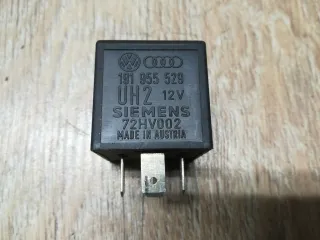 191 955 529
UH2 12V
SIEMENS
72HV002
MADE IN AUSTRIA